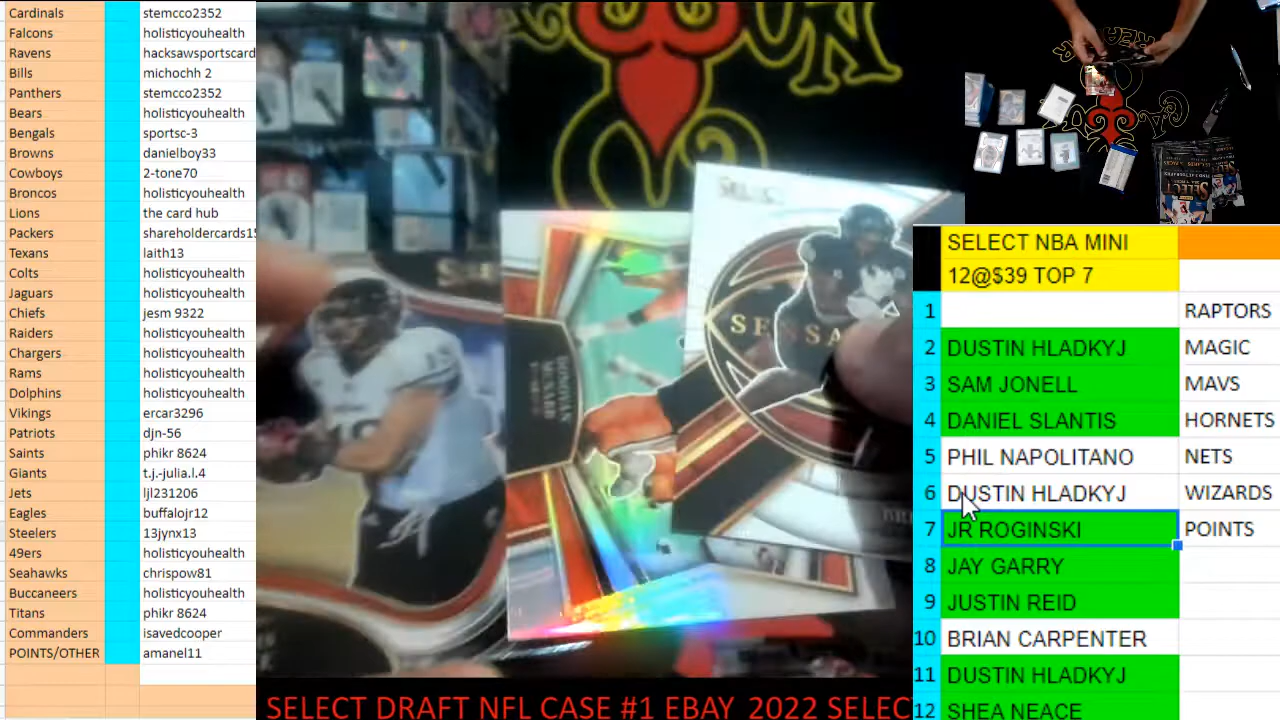 Cardinals stemcco2352
Falcons holisticyouhealth
Ravens hacksawsportscard
Bills michochh 2
Panthers stemcco2352
Bears holisticyouhealth
Bengals sportsc-3
Browns danielboy33
Cowboys 2-tone70
Broncos holisticyouhealth
Lions the card hub
Packers shareholdercards15
Texans laith13
Colts holisticyouhealth
Jaguars holisticyouhealth
Chiefs jesm 9322
Raiders holisticyouhealth
Chargers holisticyouhealth
Rams holisticyouhealth
Dolphins holisticyouhealth
Vikings ercar3296
Patriots djn-56
Saints phikr 8624
Giants t.j.-julia.l.4
Jets ljl231206
Eagles buffalojr12
Steelers 13jynx13
49ers holisticyouhealth
Seahawks chrispow81
Buccaneers holisticyouhealth
Titans phikr 8624
Commanders isavedcooper
POINTS/OTHER amanel11
SELECT
SENSA
SELECT NBA MINI
12@$39 TOP 7
1 RAPTORS
2 DUSTIN HLADKYJ MAGIC
3 SAM JONELL MAVS
4 DANIEL SLANTIS HORNETS
5 PHIL NAPOLITANO NETS
6 DUSTIN HLADKYJ WIZARDS
7 JR ROGINSKI POINTS
8 JAY GARRY
9 JUSTIN REID
10 BRIAN CARPENTER
11 DUSTIN HLADKYJ
12 SHEA NEACE
SELECT DRAFT NFL CASE #1 EBAY 2022 SELEC